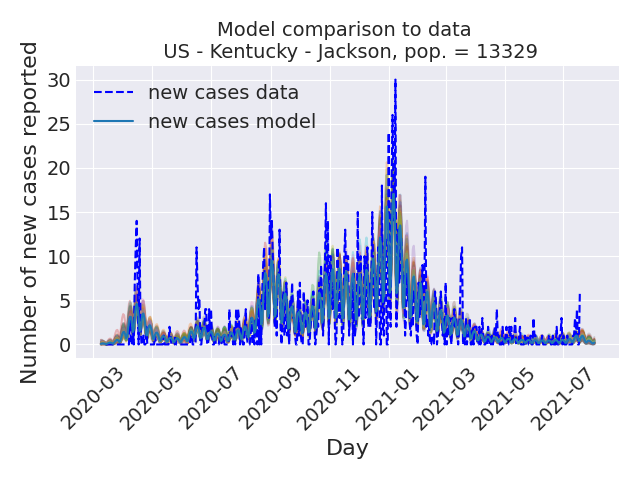 Model comparison to data
US - Kentucky - Jackson, pop. = 13329
Number of new cases reported
30
25
20
15
10
5
0
new cases data
new cases model
2020-03
2020-05
2020-07
2020-09
2020-11
2021-01
2021-03
2021-05
2021-07
Day